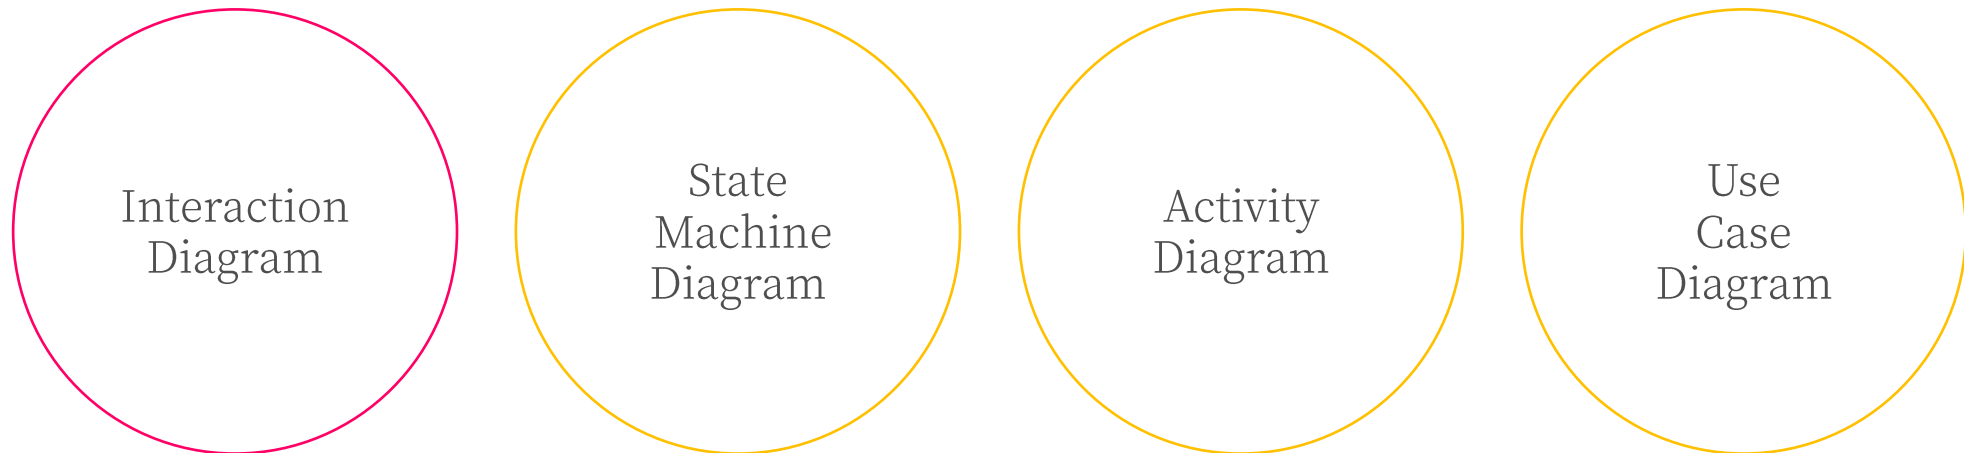 Interaction
Diagram
State
Machine
Diagram
Activity
Diagram
Use
Case
Diagram